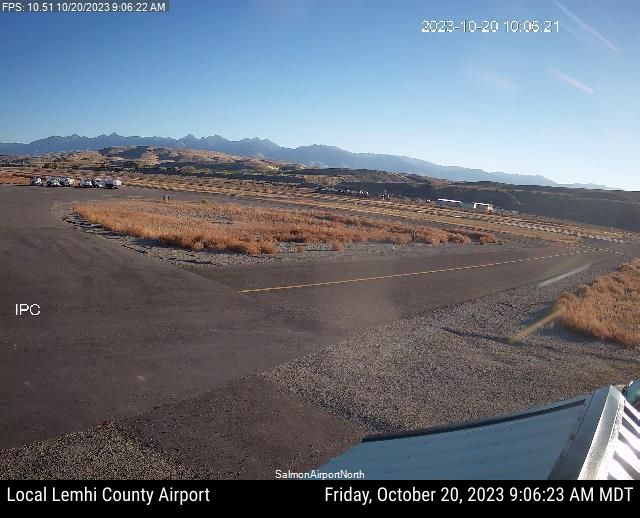 FPS: 10.51 10/20/2023 9:06:22 AM
2023-10-20 10:06:21
IPC
SalmonAirportNorth
Local Lemhi County Airport Friday, October 20, 2023 9:06:23 AM MDT